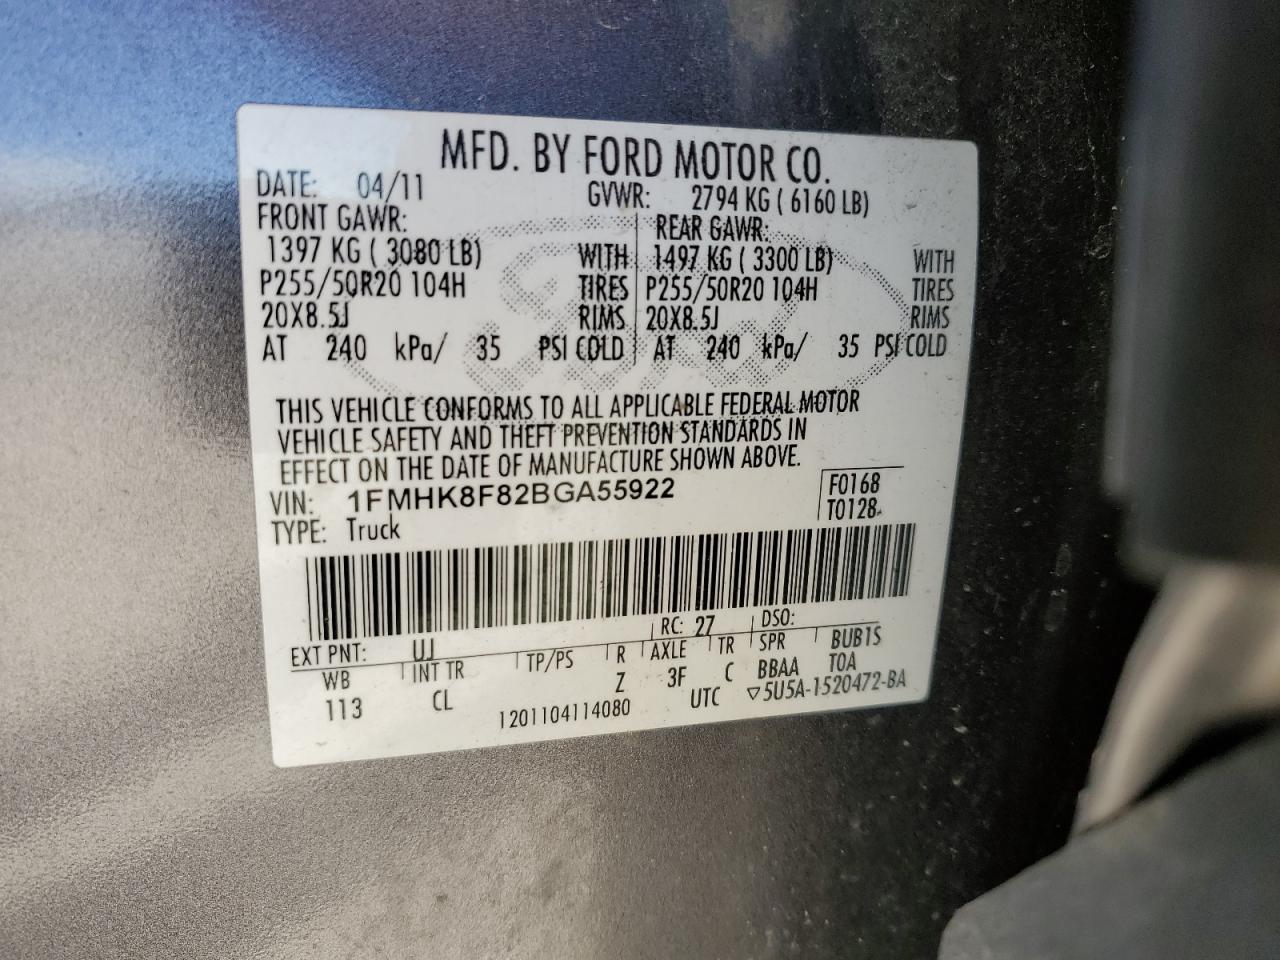 MFD. BY FORD MOTOR CO.
DATE: 04/11 GVWR: 2794 KG ( 6160 LB)
FRONT GAWR: REAR GAWR:
1397 KG ( 3080 LB) WITH 1497 KG ( 3300 LB) WITH
P255/50R20 104H TIRES P255/50R20 104H TIRES
20X8.5J RIMS 20X8.5J RIMS
AT 240 kPa/ 35 PSI COLD AT 240 kPa/ 35 PSI COLD
THIS VEHICLE CONFORMS TO ALL APPLICABLE FEDERAL MOTOR
VEHICLE SAFETY AND THEFT PREVENTION STANDARDS IN
EFFECT ON THE DATE OF MANUFACTURE SHOWN ABOVE.
VIN: 1FMHK8F82BGA55922 F0168
TYPE: Truck T0128
EXT PNT: UJ RC: 27 DSO:
WB INT TR TP/PS R AXLE TR SPR BUB1S
113 CL Z 3F C BBAA TOA
1201104114080 UTC ▽5U5A-1520472-BA